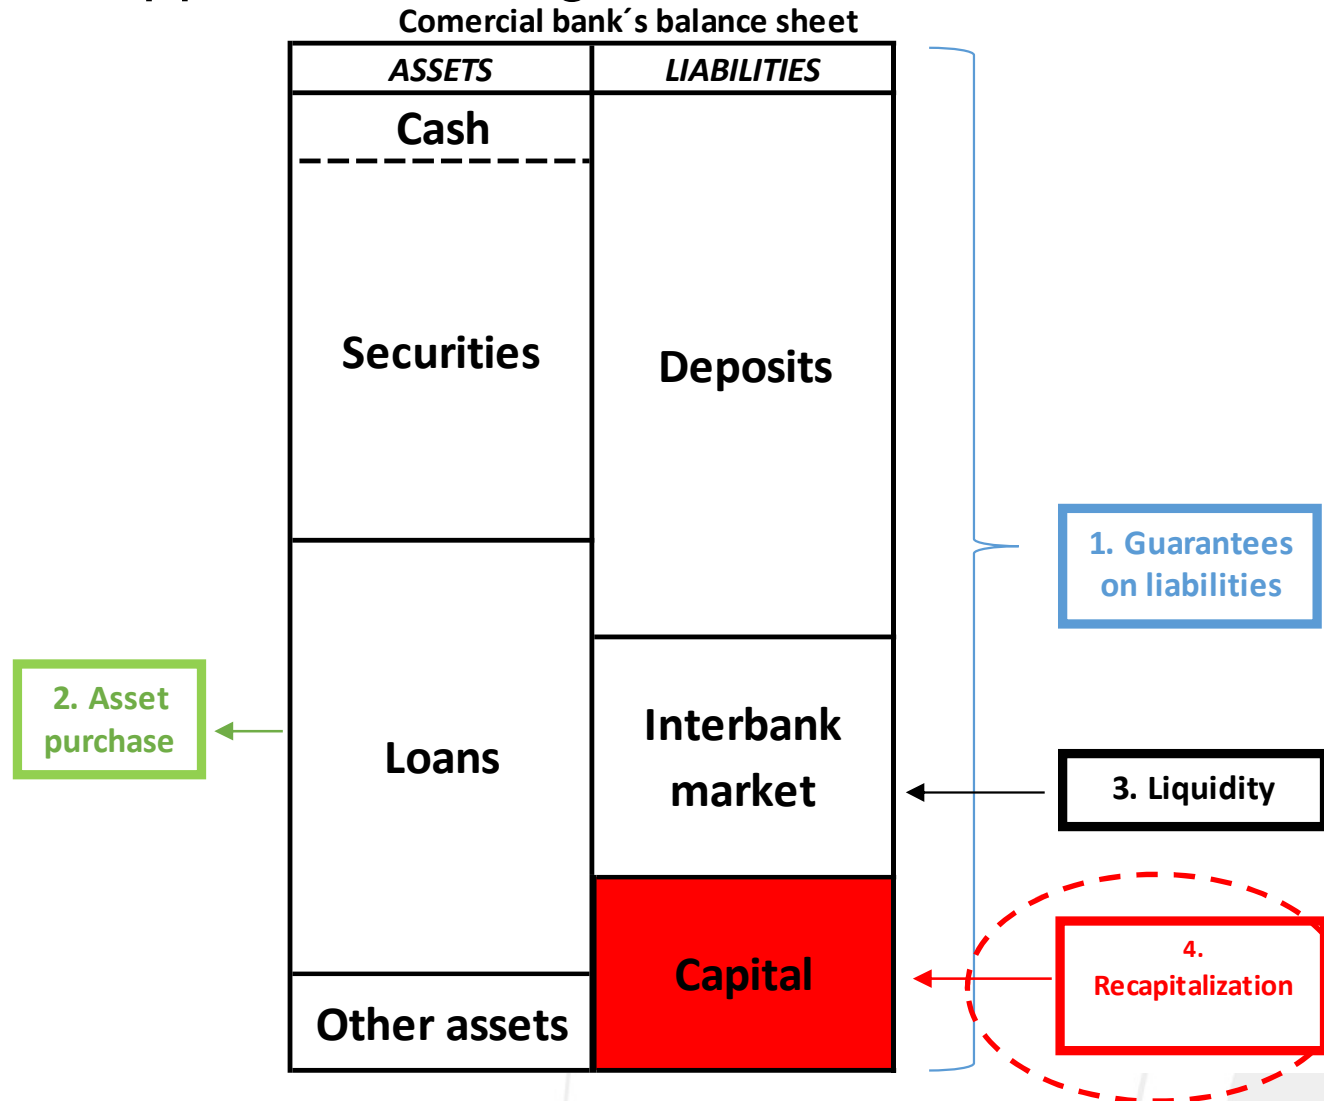 Comercial bank´s balance sheet
ASSETS
LIABILITIES
Cash
Securities
Deposits
1. Guarantees
on liabilities
2. Asset
purchase
Loans
Interbank
market
3. Liquidity
Capital
4.
Recapitalization
Other assets